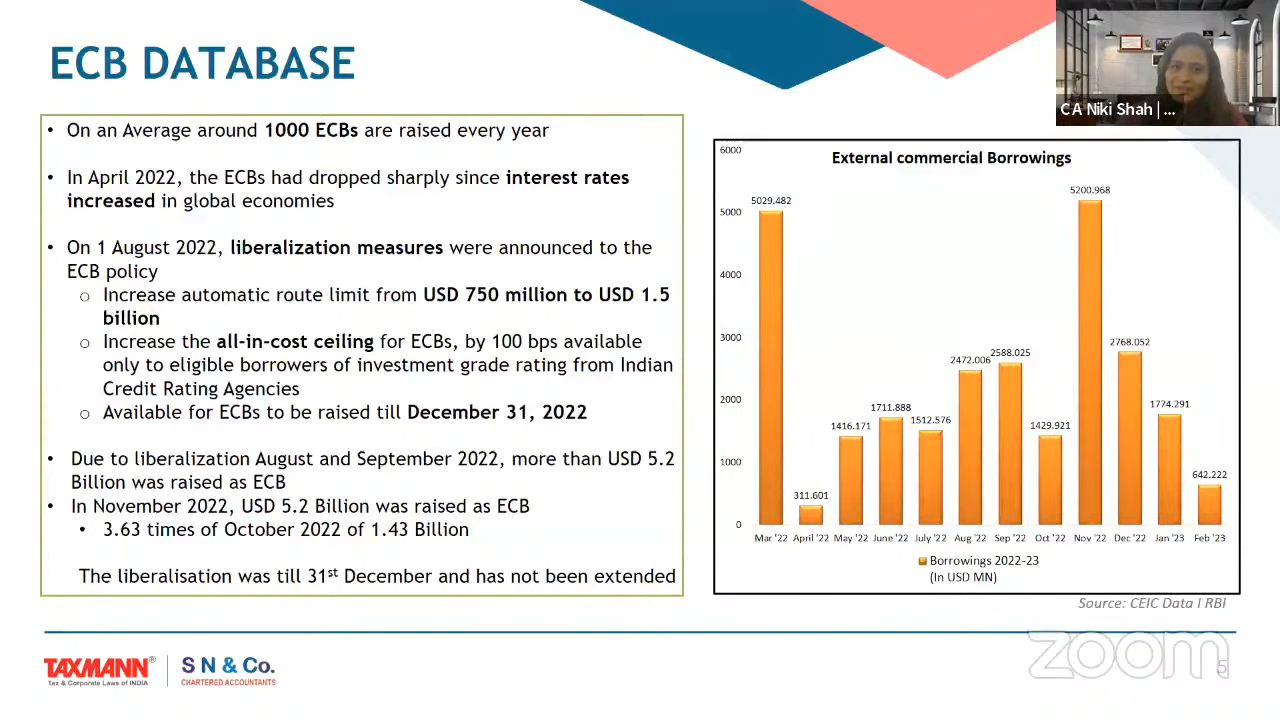 ECB DATABASE
CA Niki Shah | ...
• On an Average around 1000 ECBs are raised every year
• In April 2022, the ECBs had dropped sharply since interest rates
increased in global economies
• On 1 August 2022, liberalization measures were announced to the
ECB policy
o Increase automatic route limit from USD 750 million to USD 1.5
billion
o Increase the all-in-cost ceiling for ECBs, by 100 bps available
only to eligible borrowers of investment grade rating from Indian
Credit Rating Agencies
o Available for ECBs to be raised till December 31, 2022
• Due to liberalization August and September 2022, more than USD 5.2
Billion was raised as ECB
• In November 2022, USD 5.2 Billion was raised as ECB
• 3.63 times of October 2022 of 1.43 Billion
The liberalisation was till 31st December and has not been extended
External commercial Borrowings
6000
5000
4000
3000
2000
1000
0
5029.482
311.601
1416.171
1711.888
1512.576
2472.006
2588.025
1429.921
5200.968
2768.052
1774.291
642.222
Mar '22 April '22 May '22 June '22 July '22 Aug '22 Sep '22 Oct '22 Nov '22 Dec '22 Jan '23 Feb '23
Borrowings 2022-23
(In USD MN)
Source: CEIC Data I RBI
TAXMANN®
Tax & Corporate Laws of INDIA
S N & Co.
CHARTERED ACCOUNTANTS
zoom
5